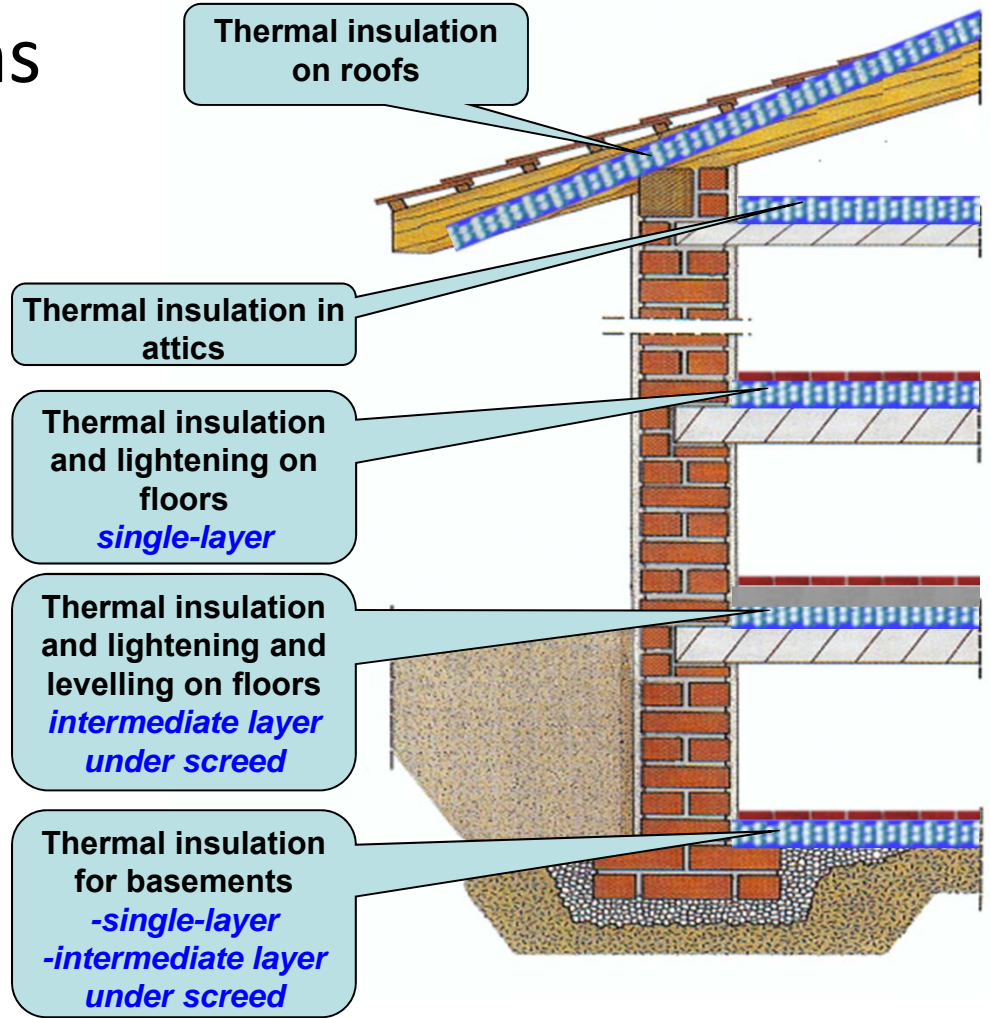 ns
Thermal insulation
on roofs
Thermal insulation in
attics
Thermal insulation
and lightening on
floors
single-layer
Thermal insulation
and lightening and
levelling on floors
intermediate layer
under screed
Thermal insulation
for basements
-single-layer
-intermediate layer
under screed